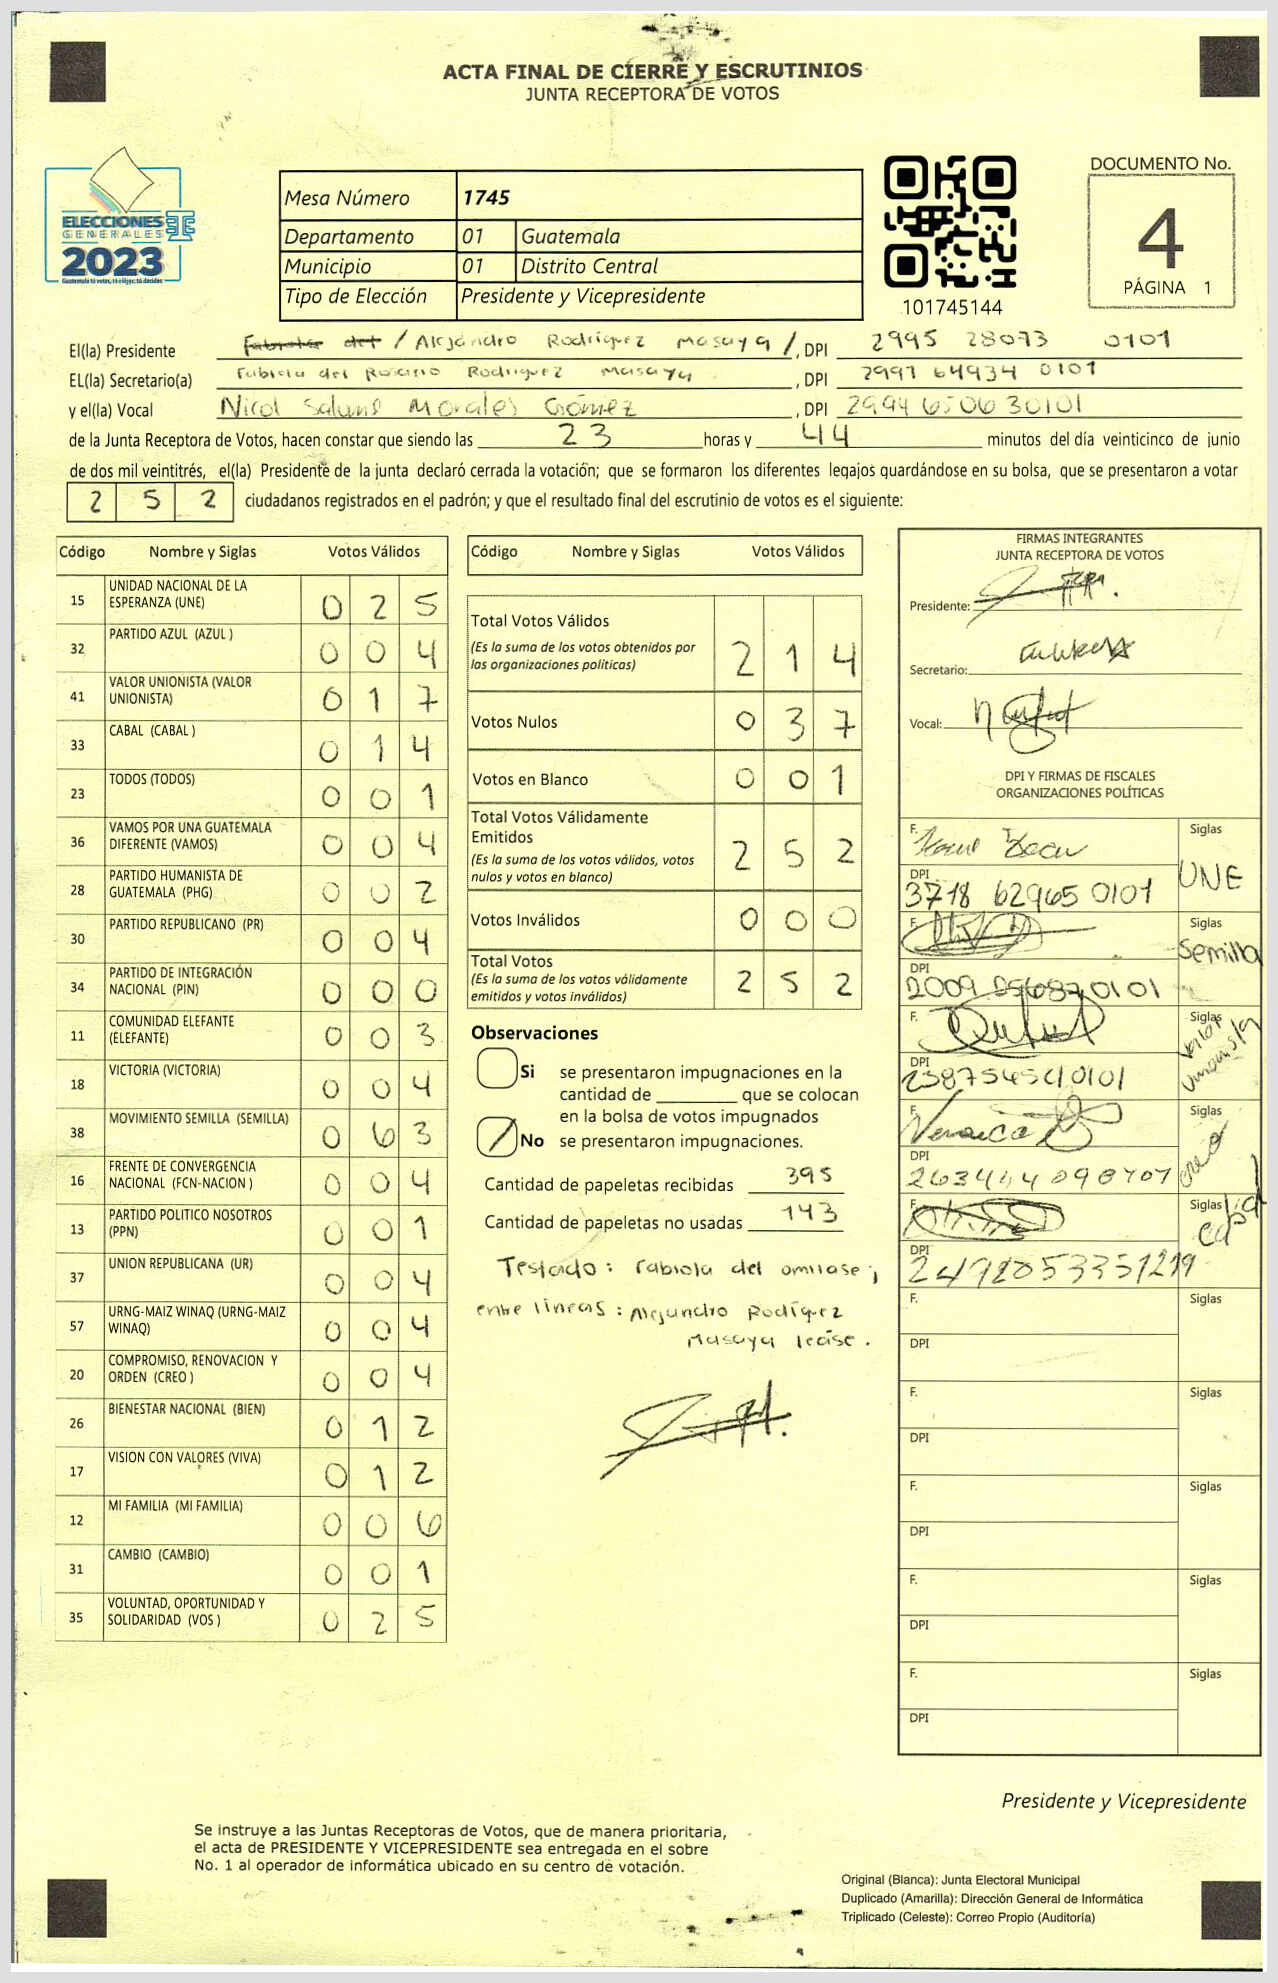 ACTA FINAL DE CIERRE Y ESCRUTINIOS
JUNTA RECEPTORA DE VOTOS
ELECCIONES
GENERALES
2023
Mesa Número 1745
Departamento 01 Guatemala
Municipio 01 Distrito Central
Tipo de Elección Presidente y Vicepresidente
101745144
DOCUMENTO No.
4
PÁGINA 1
El(la) Presidente / Alejandro Rodríguez Masaya /, DPI 2995 28073 0101
EL(la) Secretario(a) Fabiola del Rosario Rodriguez Masaya, DPI 2997 64934 0101
y el(la) Vocal Nicol Salume Morales Gómez, DPI 2994 65063 0101
de la Junta Receptora de Votos, hacen constar que siendo las 23 horas y 44 minutos del día veinticinco de junio
de dos mil veintitrés, el(la) Presidente de la junta declaró cerrada la votación; que se formaron los diferentes legajos guardándose en su bolsa, que se presentaron a votar
2 5 2 ciudadanos registrados en el padrón; y que el resultado final del escrutinio de votos es el siguiente:
Código Nombre y Siglas Votos Válidos
15 UNIDAD NACIONAL DE LA ESPERANZA (UNE) 0 2 5
32 PARTIDO AZUL (AZUL ) 0 0 4
41 VALOR UNIONISTA (VALOR UNIONISTA) 0 1 7
33 CABAL (CABAL ) 0 1 4
23 TODOS (TODOS) 0 0 1
36 VAMOS POR UNA GUATEMALA DIFERENTE (VAMOS) 0 0 4
28 PARTIDO HUMANISTA DE GUATEMALA (PHG) 0 0 2
30 PARTIDO REPUBLICANO (PR) 0 0 4
34 PARTIDO DE INTEGRACIÓN NACIONAL (PIN) 0 0 0
11 COMUNIDAD ELEFANTE (ELEFANTE) 0 0 3
18 VICTORIA (VICTORIA) 0 0 4
38 MOVIMIENTO SEMILLA (SEMILLA) 0 6 3
16 FRENTE DE CONVERGENCIA NACIONAL (FCN-NACION ) 0 0 4
13 PARTIDO POLITICO NOSOTROS (PPN) 0 0 1
37 UNION REPUBLICANA (UR) 0 0 4
57 URNG-MAIZ WINAQ (URNG-MAIZ WINAQ) 0 0 4
20 COMPROMISO, RENOVACION Y ORDEN (CREO ) 0 0 4
26 BIENESTAR NACIONAL (BIEN) 0 1 2
17 VISION CON VALORES (VIVA) 0 1 2
12 MI FAMILIA (MI FAMILIA) 0 0 6
31 CAMBIO (CAMBIO) 0 0 1
35 VOLUNTAD, OPORTUNIDAD Y SOLIDARIDAD (VOS ) 0 2 5
Código Nombre y Siglas Votos Válidos
Total Votos Válidos 2 1 4
(Es la suma de los votos obtenidos por
las organizaciones políticas)
Votos Nulos 0 3 7
Votos en Blanco 0 0 1
Total Votos Válidamente
Emitidos 2 5 2
(Es la suma de los votos válidos, votos
nulos y votos en blanco)
Votos Inválidos 0 0 0
Total Votos 2 5 2
(Es la suma de los votos válidamente
emitidos y votos inválidos)
Observaciones
Si se presentaron impugnaciones en la
cantidad de ________ que se colocan
en la bolsa de votos impugnados
No se presentaron impugnaciones.
Cantidad de papeletas recibidas 395
Cantidad de papeletas no usadas 143
Testado: Fabiola del omitase;
entre líneas: Alejandro Rodíguez
Masaya lease.
FIRMAS INTEGRANTES
JUNTA RECEPTORA DE VOTOS
Presidente:
Secretario:
Vocal:
DPI Y FIRMAS DE FISCALES
ORGANIZACIONES POLÍTICAS
F. Siglas
DPI 3718 62965 0101 UNE
F. Siglas
DPI Semilla
F. Siglas
DPI Valor Unionista
F. Veronica Siglas
DPI creo
F. Siglas
DPI
F. Siglas
DPI
F. Siglas
DPI
F. Siglas
DPI
F. Siglas
DPI
F. Siglas
DPI
Presidente y Vicepresidente
Se instruye a las Juntas Receptoras de Votos, que de manera prioritaria,
el acta de PRESIDENTE Y VICEPRESIDENTE sea entregada en el sobre
No. 1 al operador de informática ubicado en su centro de votación.
Original (Blanca): Junta Electoral Municipal
Duplicado (Amarilla): Dirección General de Informática
Triplicado (Celeste): Correo Propio (Auditoría)